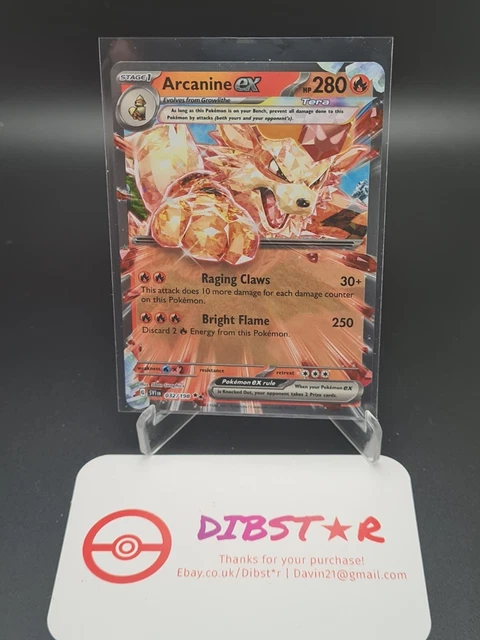 STAGE 1
Arcanine ex
HP 280
Evolves from Growlithe
Tera
As long as this Pokémon is on your Bench, prevent all damage done to this
Pokémon by attacks (both yours and your opponent's).
Raging Claws 30+
This attack does 10 more damage for each damage counter
on this Pokémon.
Bright Flame 250
Discard 2 Energy from this Pokémon.
weakness ×2 resistance retreat
Pokémon ex rule
When your Pokémon ex
is Knocked Out, your opponent takes 2 Prize cards.
032/198
DIBST★R
Thanks for your purchase!
Ebay.co.uk/Dibst*r | Davin21@gmail.com